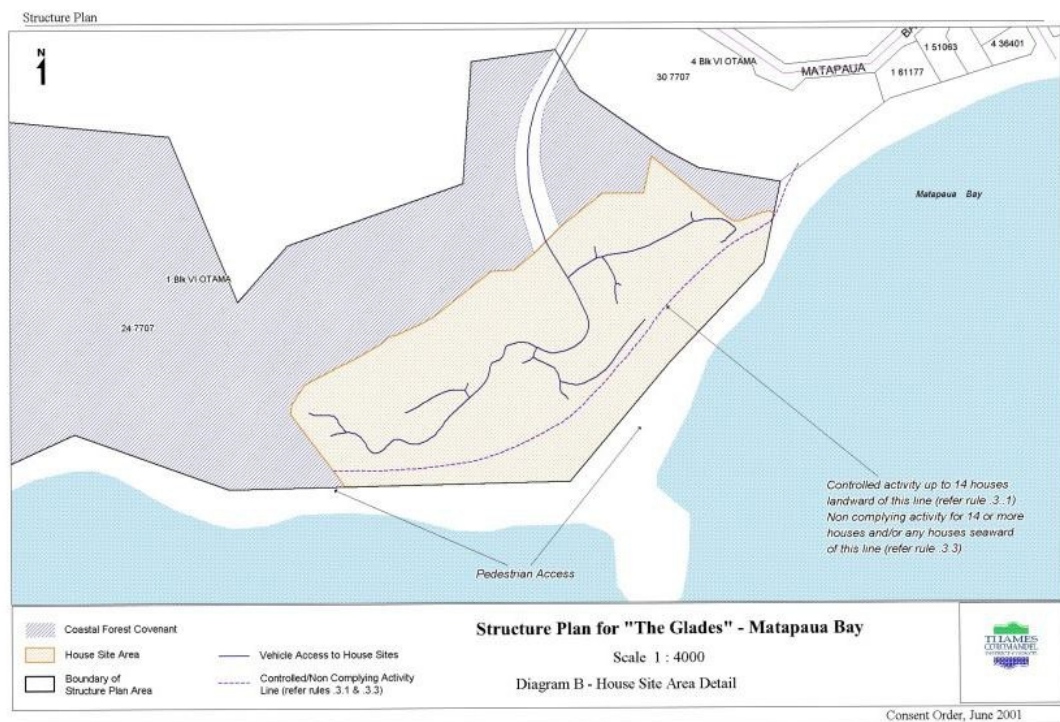 Structure Plan
N
1
BA
1 51063
4 36401
4 Blk VI OTAMA
30 7707
MATAPAUA
1 61177
Matapaua Bay
1 Blk VI OTAMA
24 7707
Controlled activity up to 14 houses
landward of this line (refer rule .3..1)
Non complying activity for 14 or more
houses and/or any houses seaward
of this line (refer rule .3.3)
Pedestrian Access
Coastal Forest Covenant
House Site Area
Boundary of
Structure Plan Area
Vehicle Access to House Sites
Controlled/Non Complying Activity
Line (refer rules .3.1 & .3.3)
Structure Plan for "The Glades" - Matapaua Bay
Scale 1 : 4000
Diagram B - House Site Area Detail
THAMES
COROMANDEL
DISTRICT COUNCIL
Consent Order, June 2001